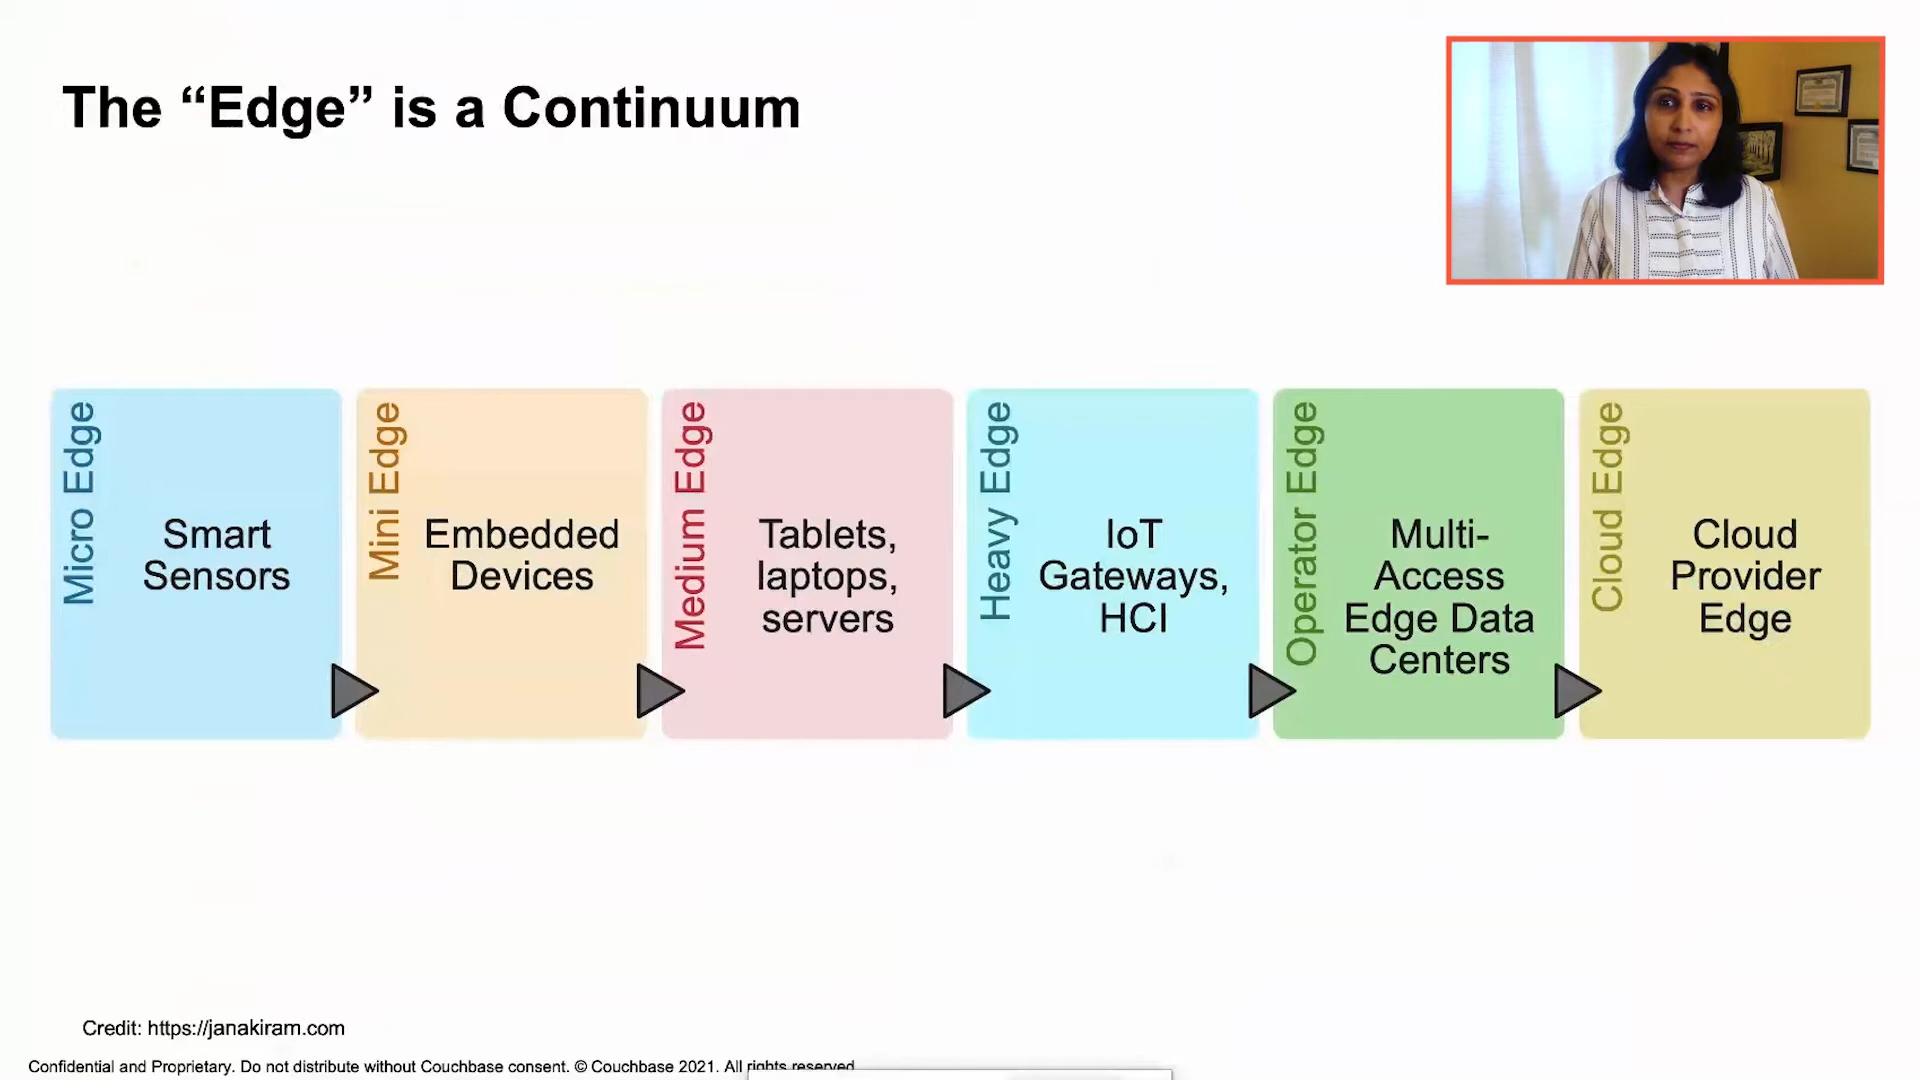 The “Edge” is a Continuum
Micro Edge
Smart
Sensors
Mini Edge
Embedded
Devices
Medium Edge
Tablets,
laptops,
servers
Heavy Edge
IoT
Gateways,
HCI
Operator Edge
Multi-
Access
Edge Data
Centers
Cloud Edge
Cloud
Provider
Edge
Credit: https://janakiram.com
Confidential and Proprietary. Do not distribute without Couchbase consent. © Couchbase 2021. All rights reserved